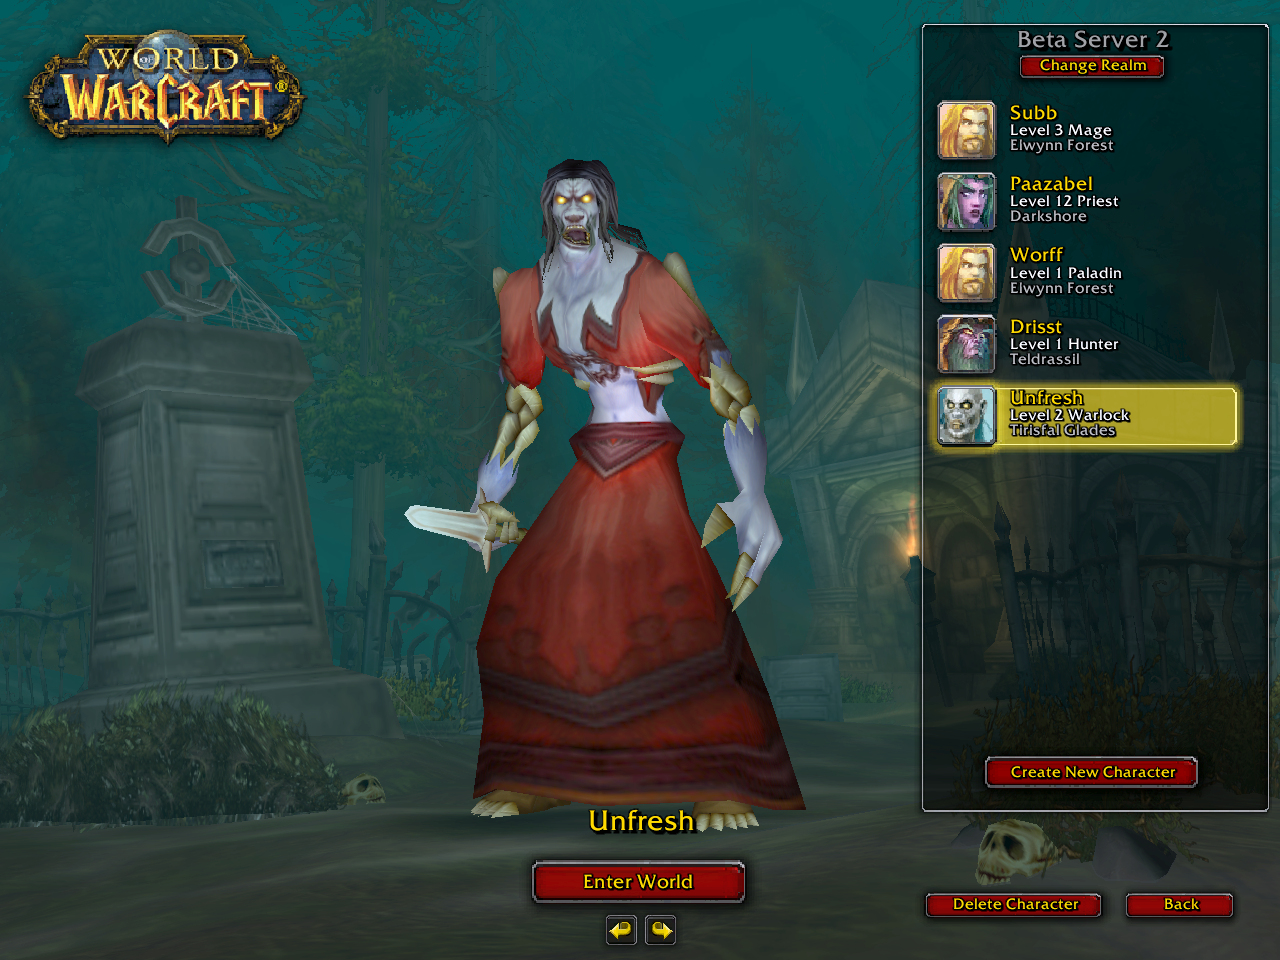 WORLD
OF
WARCRAFT®
Beta Server 2
Change Realm
Subb
Level 3 Mage
Elwynn Forest
Paazabel
Level 12 Priest
Darkshore
Worff
Level 1 Paladin
Elwynn Forest
Drisst
Level 1 Hunter
Teldrassil
Unfresh
Level 2 Warlock
Tirisfal Glades
Create New Character
Unfresh
Enter World
Delete Character
Back